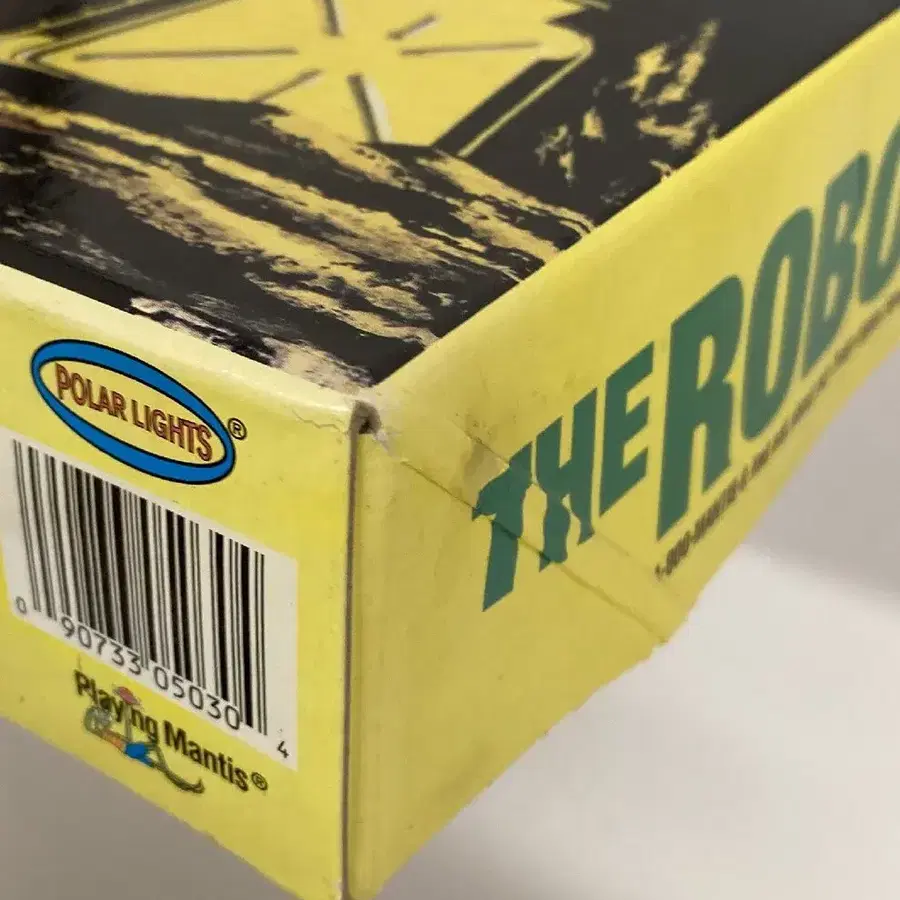 POLAR LIGHTS®
0 90733 05030 4
Playing Mantis®
THE ROBO